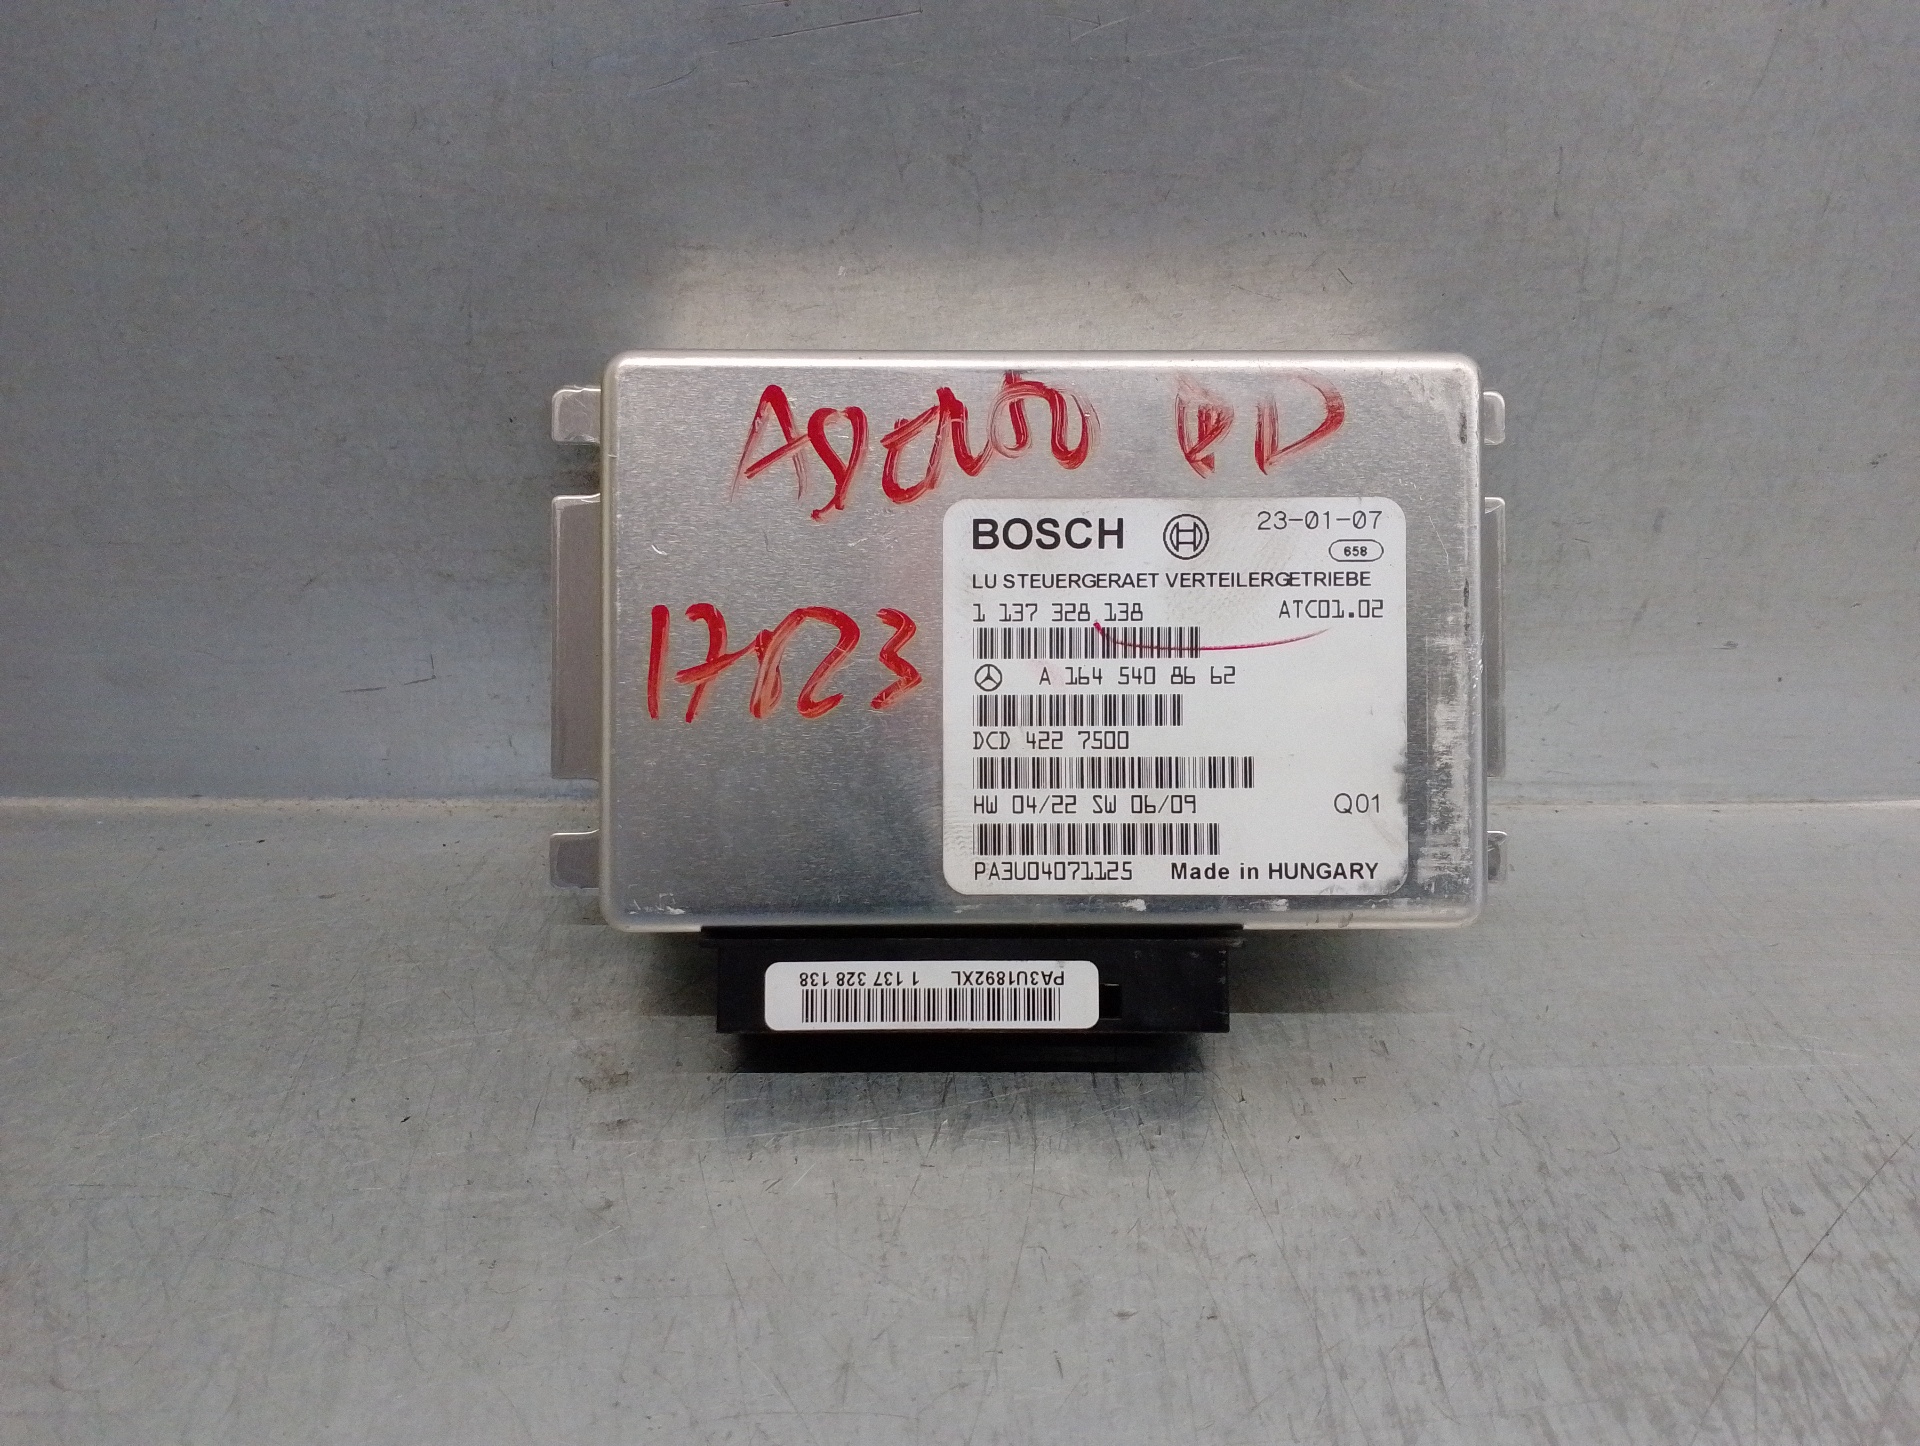 BOSCH 23-01-07
658
LU STEUERGERAET VERTEILERGETRIEBE
1 137 328 138 ATC01.02
A 164 540 86 62
DCD 422 7500
HW 04/22 SW 06/09 Q01
PA3U04071125 Made in HUNGARY
PA3U1892XL 1 137 328 138